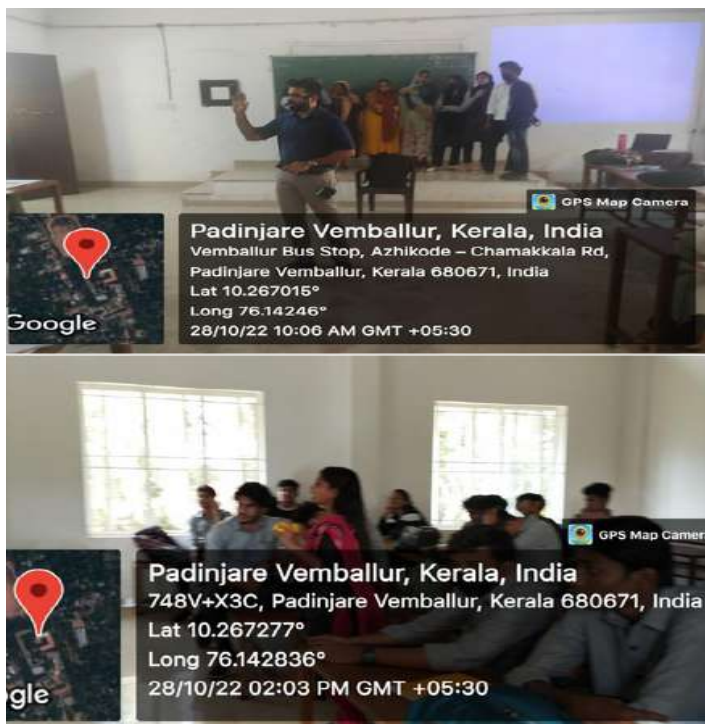 GPS Map Camera
Padinjare Vemballur, Kerala, India
Vemballur Bus Stop, Azhikode – Chamakkala Rd,
Padinjare Vemballur, Kerala 680671, India
Lat 10.267015°
Long 76.14246°
28/10/22 10:06 AM GMT +05:30
Google
GPS Map Camer
Padinjare Vemballur, Kerala, India
748V+X3C, Padinjare Vemballur, Kerala 680671, India
Lat 10.267277°
Long 76.142836°
28/10/22 02:03 PM GMT +05:30
gle